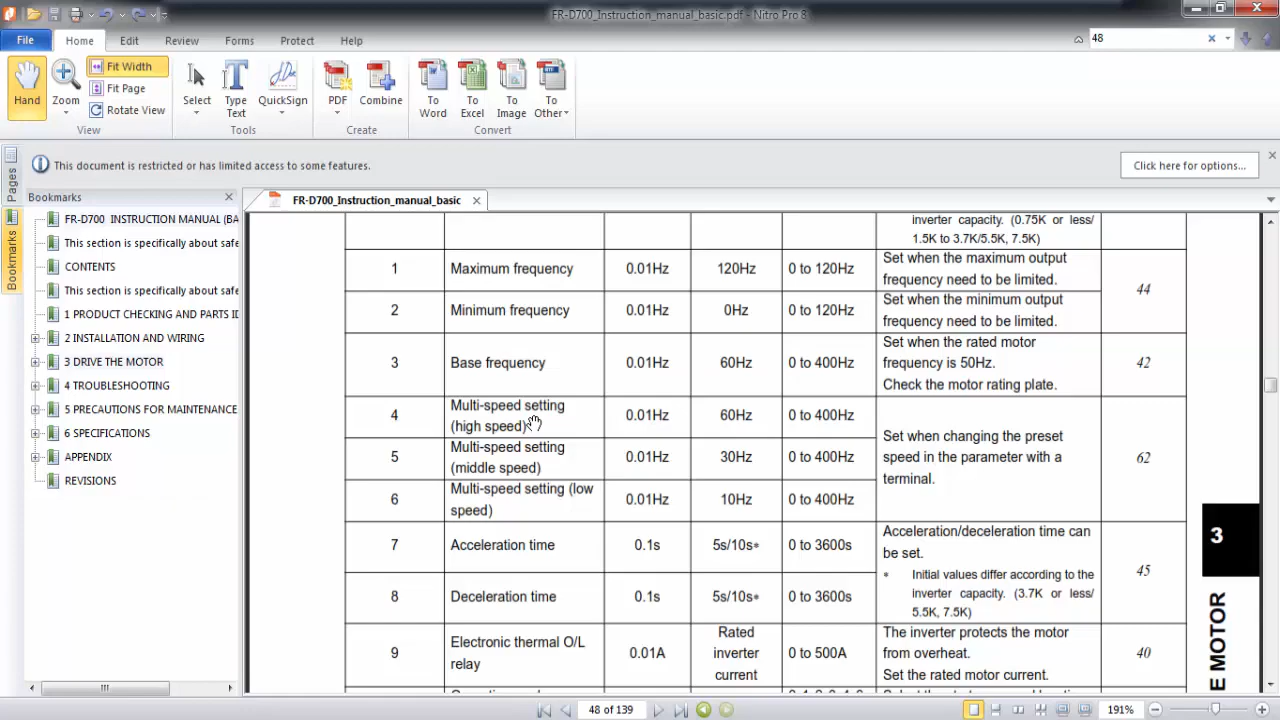 FR-D700_Instruction_manual_basic.pdf - Nitro Pro 8
File
Home
Edit
Review
Forms
Protect
Help
48
Hand
Zoom
Fit Width
Fit Page
Rotate View
View
Select
Type
Text
QuickSign
Tools
PDF
Combine
Create
To
Word
To
Excel
To
Image
To
Other
Convert
This document is restricted or has limited access to some features.
Click here for options...
Pages
Bookmarks
Bookmarks
FR-D700 INSTRUCTION MANUAL (BA
This section is specifically about safe
CONTENTS
This section is specifically about safe
1 PRODUCT CHECKING AND PARTS ID
2 INSTALLATION AND WIRING
3 DRIVE THE MOTOR
4 TROUBLESHOOTING
5 PRECAUTIONS FOR MAINTENANCE
6 SPECIFICATIONS
APPENDIX
REVISIONS
FR-D700_Instruction_manual_basic
inverter capacity. (0.75K or less/
1.5K to 3.7K/5.5K, 7.5K)
1 Maximum frequency 0.01Hz 120Hz 0 to 120Hz Set when the maximum output
frequency need to be limited.
44
2 Minimum frequency 0.01Hz 0Hz 0 to 120Hz Set when the minimum output
frequency need to be limited.
3 Base frequency 0.01Hz 60Hz 0 to 400Hz Set when the rated motor
frequency is 50Hz.
Check the motor rating plate.
42
4 Multi-speed setting
(high speed) 0.01Hz 60Hz 0 to 400Hz
5 Multi-speed setting
(middle speed) 0.01Hz 30Hz 0 to 400Hz
6 Multi-speed setting (low
speed) 0.01Hz 10Hz 0 to 400Hz
Set when changing the preset
speed in the parameter with a
terminal.
62
7 Acceleration time 0.1s 5s/10s* 0 to 3600s
8 Deceleration time 0.1s 5s/10s* 0 to 3600s
Acceleration/deceleration time can
be set.
* Initial values differ according to the
inverter capacity. (3.7K or less/
5.5K, 7.5K)
45
9 Electronic thermal O/L
relay 0.01A Rated
inverter
current 0 to 500A The inverter protects the motor
from overheat.
Set the rated motor current.
40
3
E MOTOR
48 of 139
191%